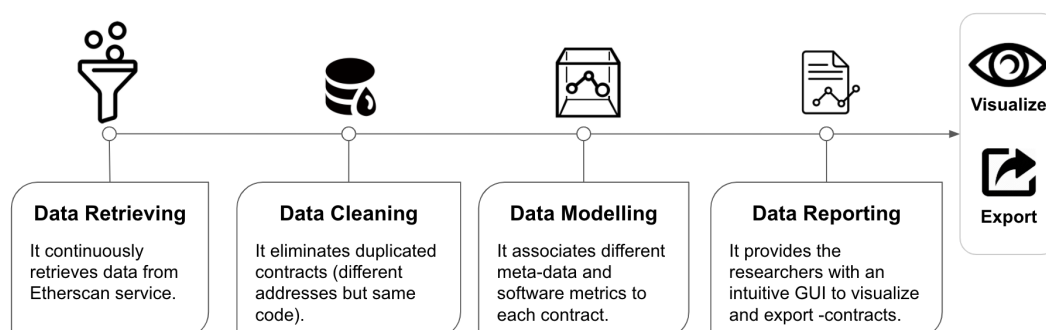 Data Retrieving
It continuously
retrieves data from
Etherscan service.
Data Cleaning
It eliminates duplicated
contracts (different
addresses but same
code).
Data Modelling
It associates different
meta-data and
software metrics to
each contract.
Data Reporting
It provides the
researchers with an
intuitive GUI to visualize
and export -contracts.
Visualize
Export